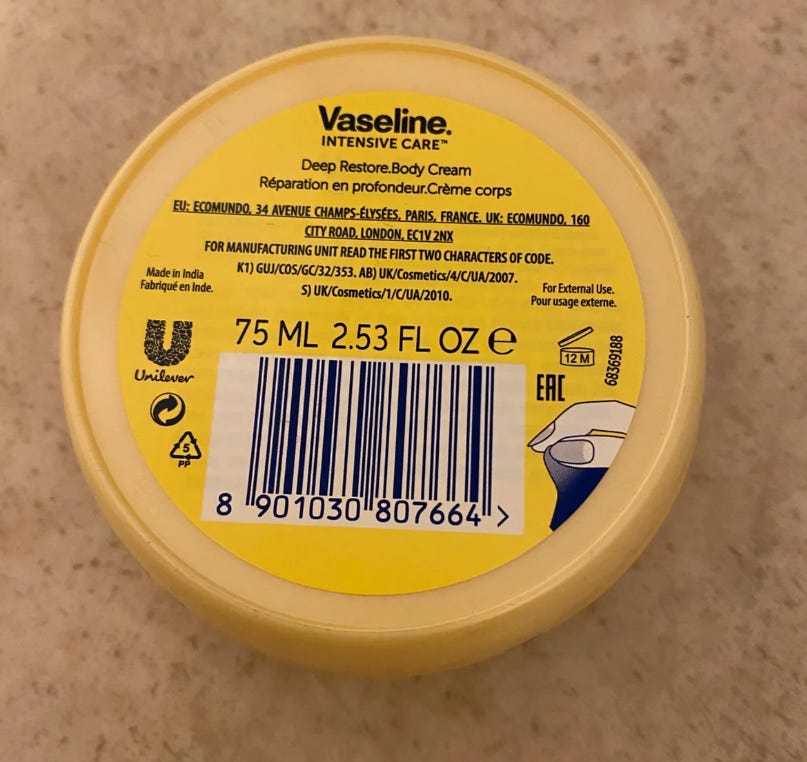 Vaseline.
INTENSIVE CARE™
Deep Restore.Body Cream
Réparation en profondeur.Crème corps
EU: ECOMUNDO, 34 AVENUE CHAMPS-ÉLYSÉES, PARIS, FRANCE. UK: ECOMUNDO, 160
CITY ROAD, LONDON, EC1V 2NX
FOR MANUFACTURING UNIT READ THE FIRST TWO CHARACTERS OF CODE.
K1) GUJ/COS/GC/32/353. AB) UK/Cosmetics/4/C/UA/2007.
S) UK/Cosmetics/1/C/UA/2010.
Made in India
Fabriqué en Inde.
For External Use.
Pour usage externe.
75 ML 2.53 FL OZ ℮
Unilever
12 M
68369188
EAC
5
PP
8 901030 807664 >